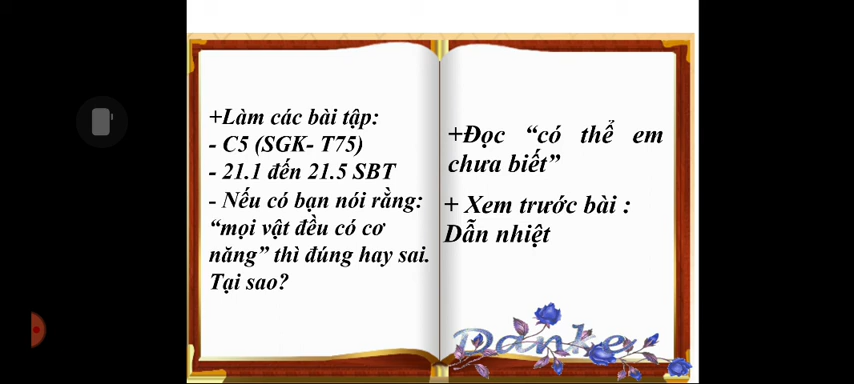 +Làm các bài tập:
- C5 (SGK- T75)
- 21.1 đến 21.5 SBT
- Nếu có bạn nói rằng:
“mọi vật đều có cơ
năng” thì đúng hay sai.
Tại sao?
+Đọc “có thể em
chưa biết”
+ Xem trước bài :
Dẫn nhiệt
Danke